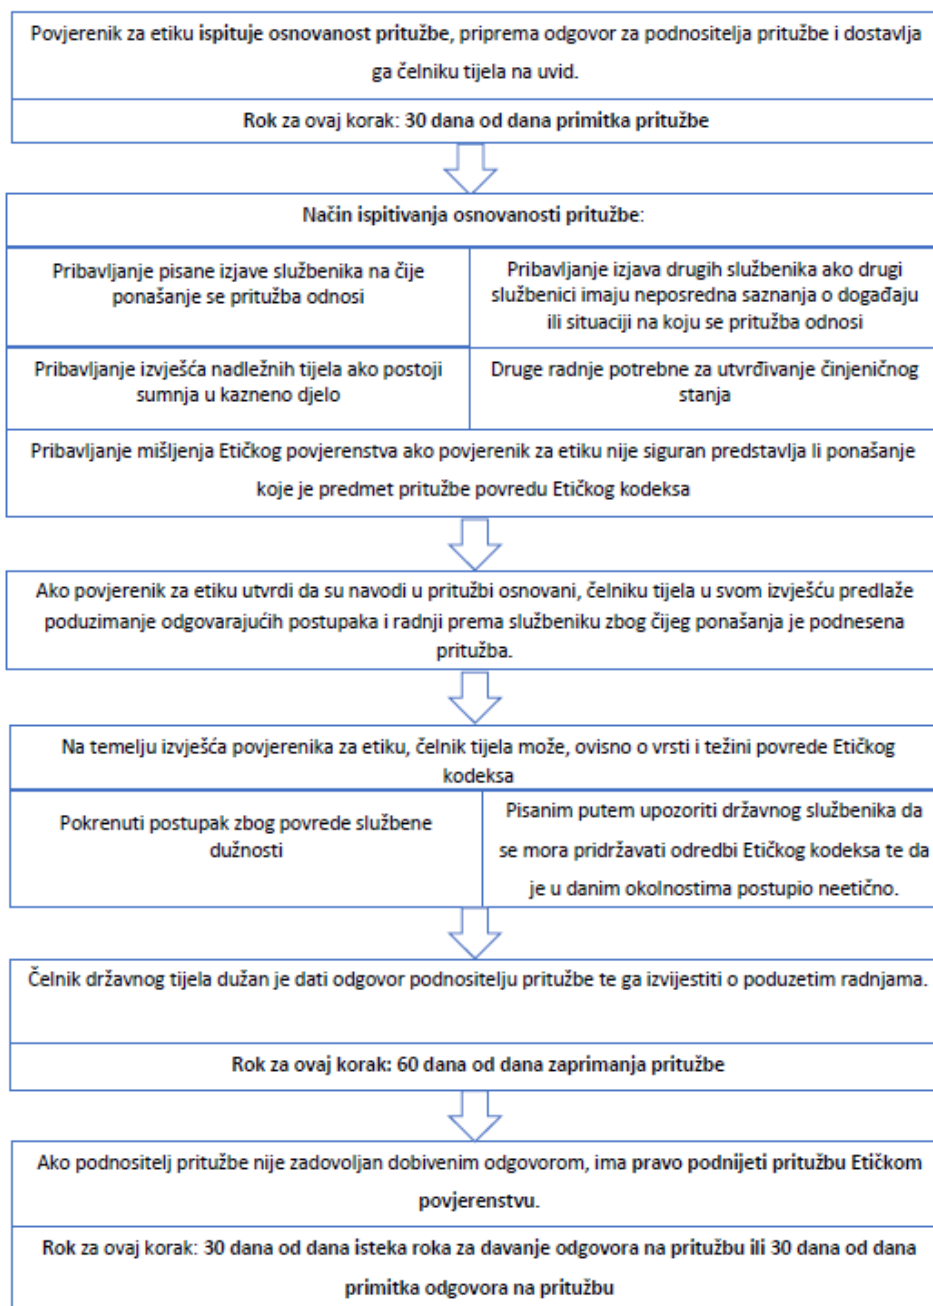 Povjerenik za etiku ispituje osnovanost pritužbe, priprema odgovor za podnositelja pritužbe i dostavlja
ga čelniku tijela na uvid.
Rok za ovaj korak: 30 dana od dana primitka pritužbe
Način ispitivanja osnovanosti pritužbe:
Pribavljanje pisane izjave službenika na čije
ponašanje se pritužba odnosi
Pribavljanje izjava drugih službenika ako drugi
službenici imaju neposredna saznanja o događaju
ili situaciji na koju se pritužba odnosi
Pribavljanje izvješća nadležnih tijela ako postoji
sumnja u kazneno djelo
Druge radnje potrebne za utvrđivanje činjeničnog
stanja
Pribavljanje mišljenja Etičkog povjerenstva ako povjerenik za etiku nije siguran predstavlja li ponašanje
koje je predmet pritužbe povredu Etičkog kodeksa
Ako povjerenik za etiku utvrdi da su navodi u pritužbi osnovani, čelniku tijela u svom izvješću predlaže
poduzimanje odgovarajućih postupaka i radnji prema službeniku zbog čijeg ponašanja je podnesena
pritužba.
Na temelju izvješća povjerenika za etiku, čelnik tijela može, ovisno o vrsti i težini povrede Etičkog
kodeksa
Pokrenuti postupak zbog povrede službene
dužnosti
Pisanim putem upozoriti državnog službenika da
se mora pridržavati odredbi Etičkog kodeksa te da
je u danim okolnostima postupio neetično.
Čelnik državnog tijela dužan je dati odgovor podnositelju pritužbe te ga izvijestiti o poduzetim radnjama.
Rok za ovaj korak: 60 dana od dana zaprimanja pritužbe
Ako podnositelj pritužbe nije zadovoljan dobivenim odgovorom, ima pravo podnijeti pritužbu Etičkom
povjerenstvu.
Rok za ovaj korak: 30 dana od dana isteka roka za davanje odgovora na pritužbu ili 30 dana od dana
primitka odgovora na pritužbu